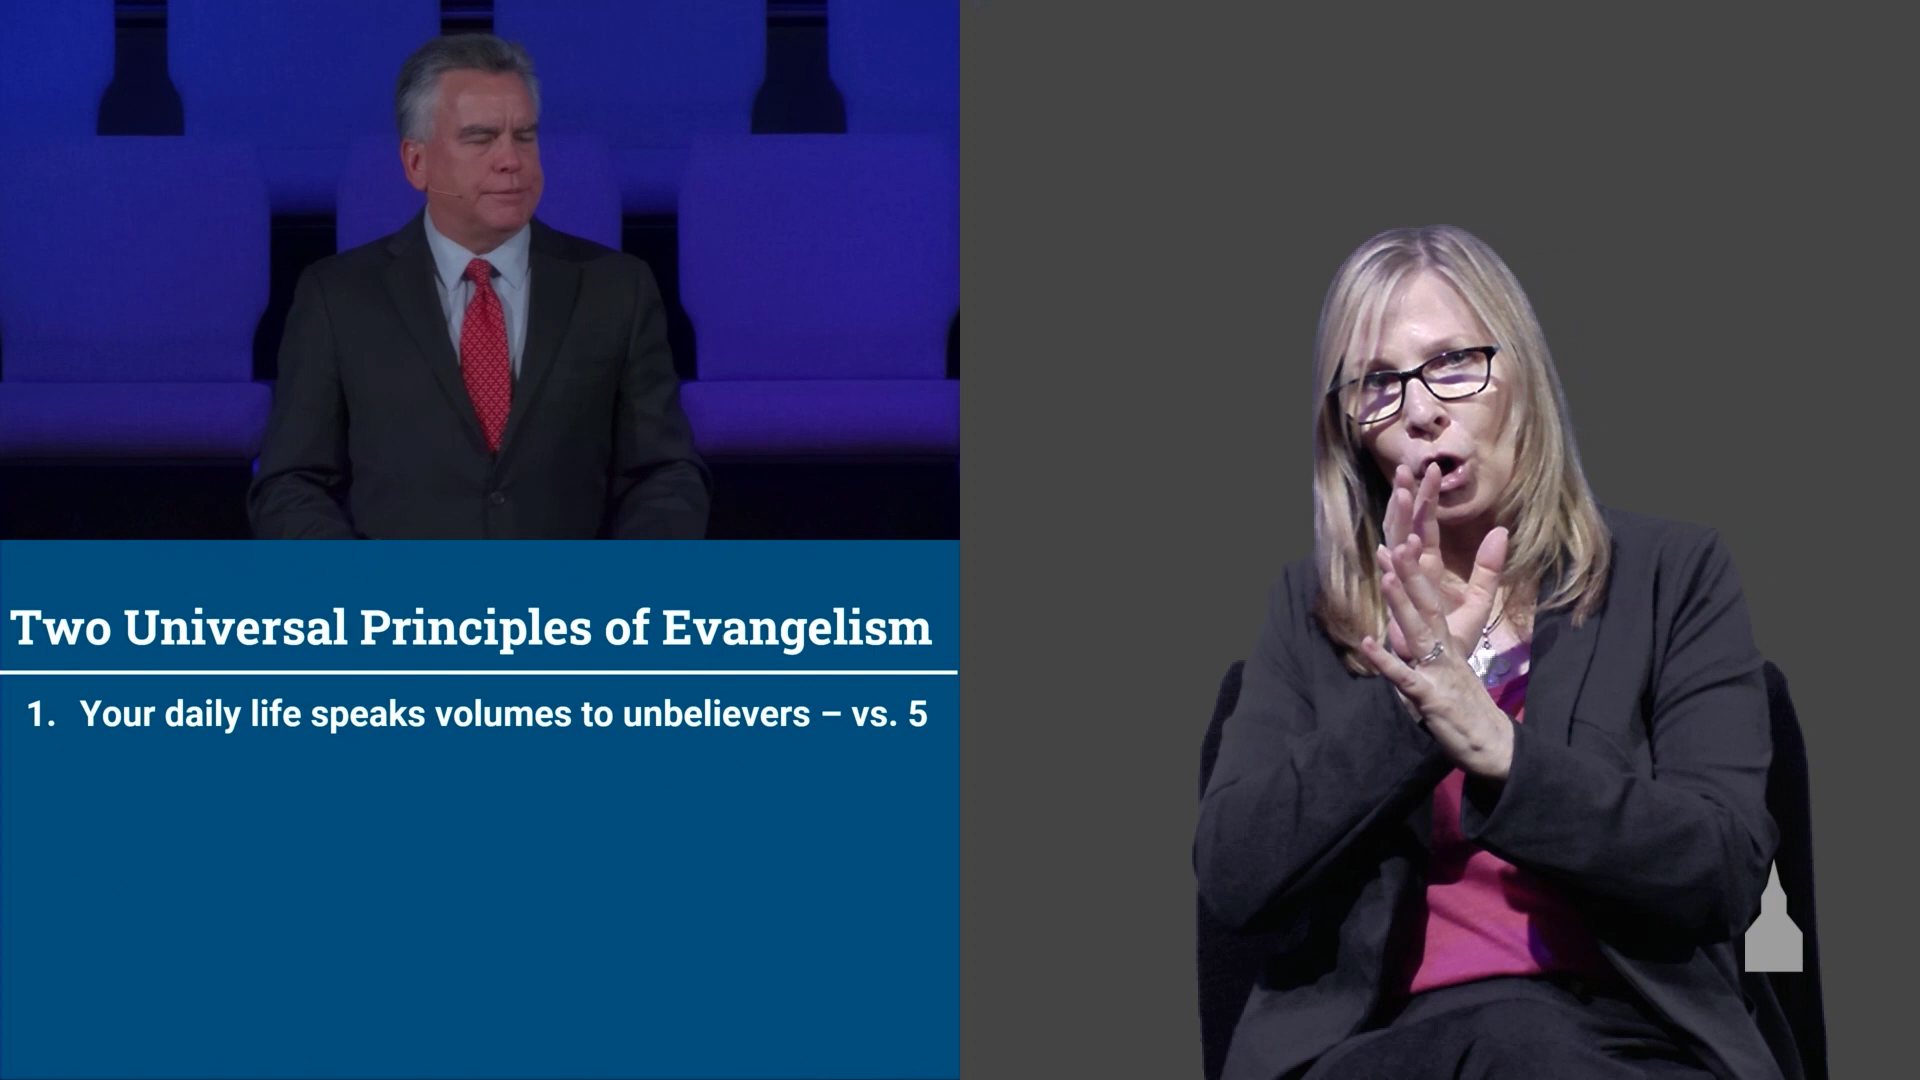 Two Universal Principles of Evangelism
1. Your daily life speaks volumes to unbelievers – vs. 5